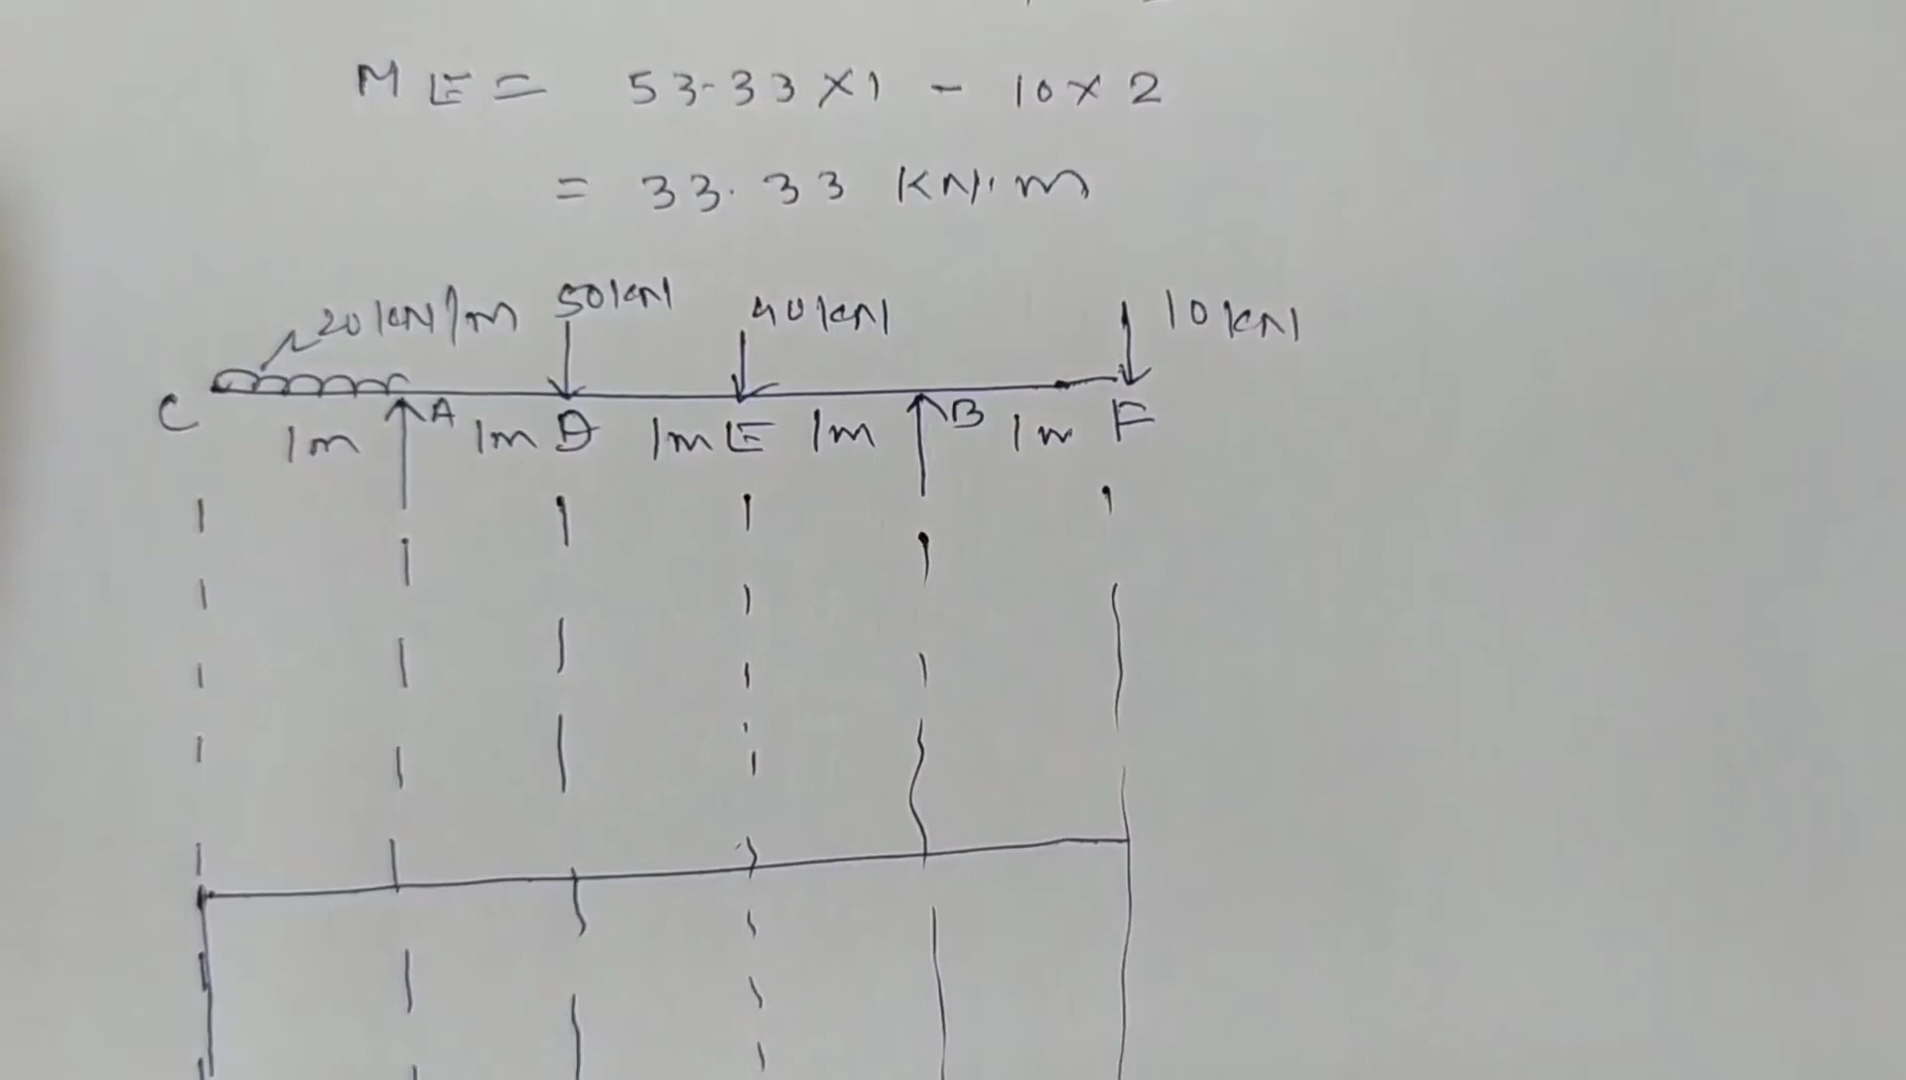 ME = 53.33 × 1 - 10 × 2
= 33.33 KN.m
20 kN/m 50 kN 40 kN 10 kN
C A D E B F
1m 1m 1m 1m 1m